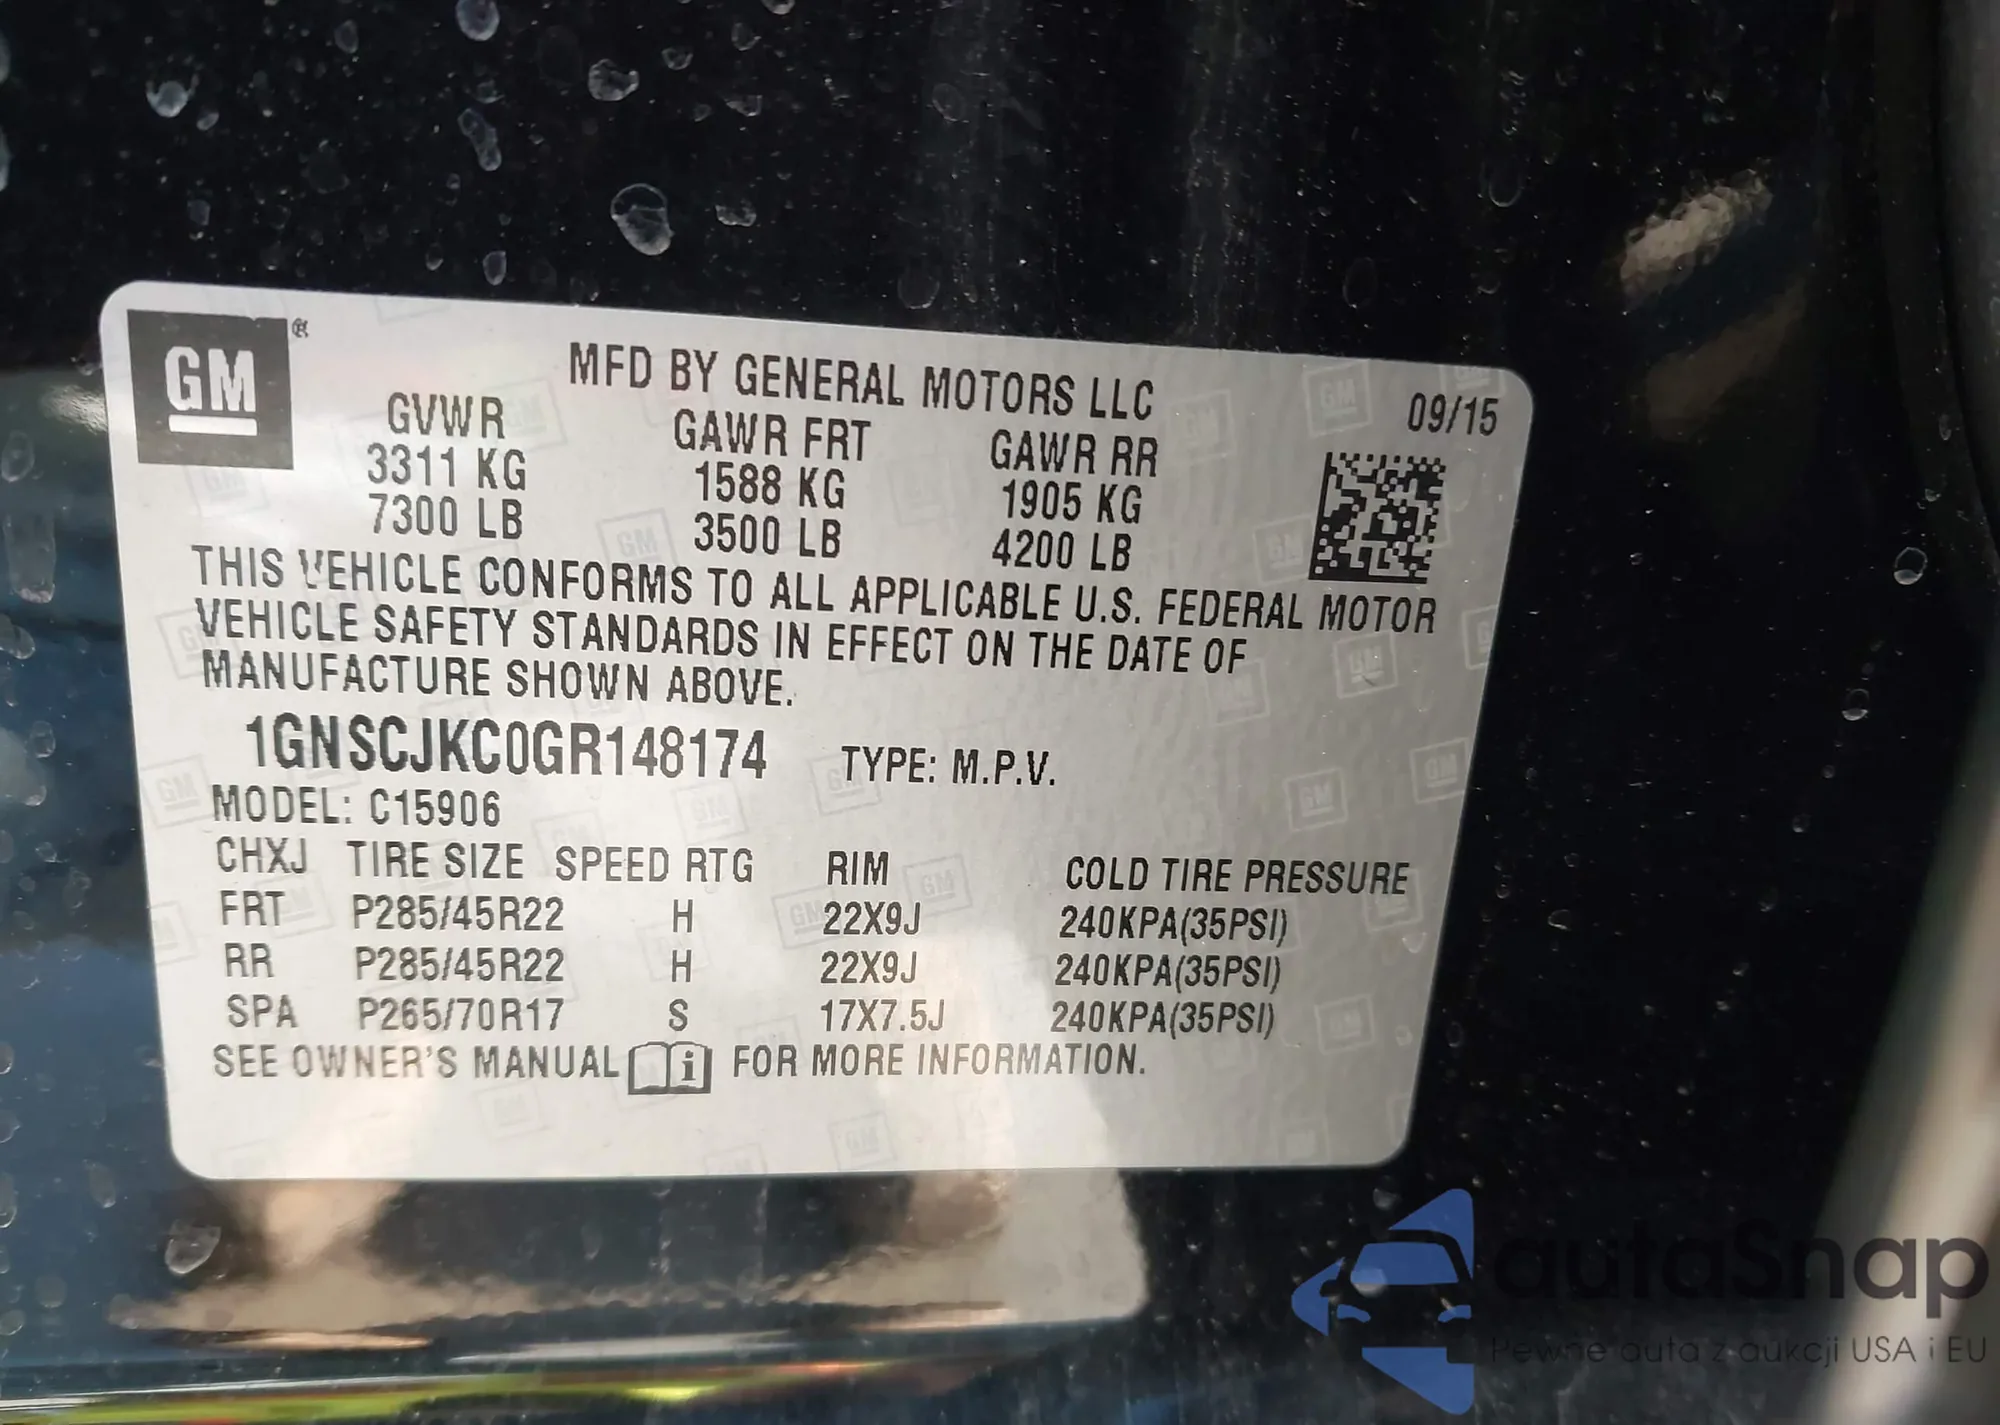 GM®
MFD BY GENERAL MOTORS LLC 09/15
GVWR GAWR FRT GAWR RR
3311 KG 1588 KG 1905 KG
7300 LB 3500 LB 4200 LB
THIS VEHICLE CONFORMS TO ALL APPLICABLE U.S. FEDERAL MOTOR
VEHICLE SAFETY STANDARDS IN EFFECT ON THE DATE OF
MANUFACTURE SHOWN ABOVE.
1GNSCJKC0GR148174 TYPE: M.P.V.
MODEL: C15906
CHXJ TIRE SIZE SPEED RTG RIM COLD TIRE PRESSURE
FRT P285/45R22 H 22X9J 240KPA(35PSI)
RR P285/45R22 H 22X9J 240KPA(35PSI)
SPA P265/70R17 S 17X7.5J 240KPA(35PSI)
SEE OWNER'S MANUAL i FOR MORE INFORMATION.
autaSnap
Pewne auta z aukcji USA i EU